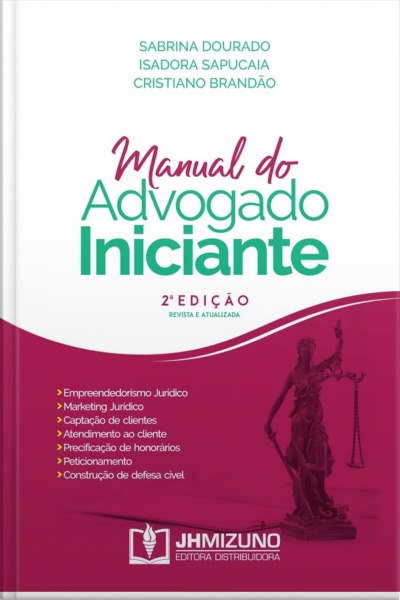 SABRINA DOURADO
ISADORA SAPUCAIA
CRISTIANO BRANDÃO
Manual do
Advogado
Iniciante
2ª EDIÇÃO
REVISTA E ATUALIZADA
> Empreendedorismo Jurídico
> Marketing Jurídico
> Captação de clientes
> Atendimento ao cliente
> Precificação de honorários
> Peticionamento
> Construção de defesa cível
JHMIZUNO
EDITORA DISTRIBUIDORA